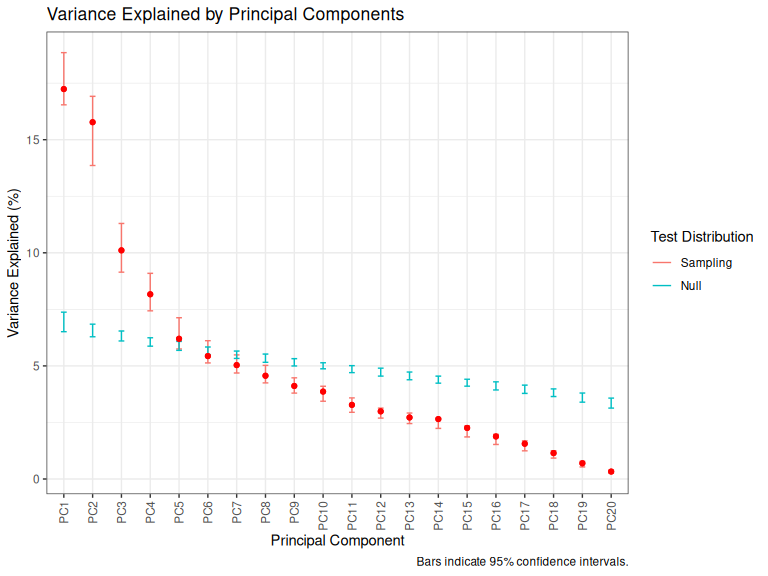 Variance Explained by Principal Components
Variance Explained (%)
15
10
5
0
PC1
PC2
PC3
PC4
PC5
PC6
PC7
PC8
PC9
PC10
PC11
PC12
PC13
PC14
PC15
PC16
PC17
PC18
PC19
PC20
Principal Component
Test Distribution
Sampling
Null
Bars indicate 95% confidence intervals.